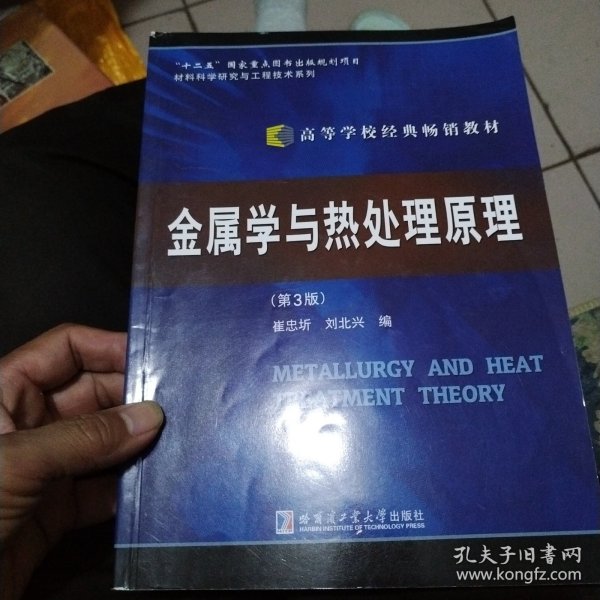 "十二五"国家重点图书出版规划项目
材料科学研究与工程技术系列
高等学校经典畅销教材
金属学与热处理原理
(第3版)
崔忠圻 刘北兴 编
METALLURGY AND HEAT
TREATMENT THEORY
哈尔滨工业大学出版社
HARBIN INSTITUTE OF TECHNOLOGY PRESS
孔夫子旧书网
www.kongfz.com